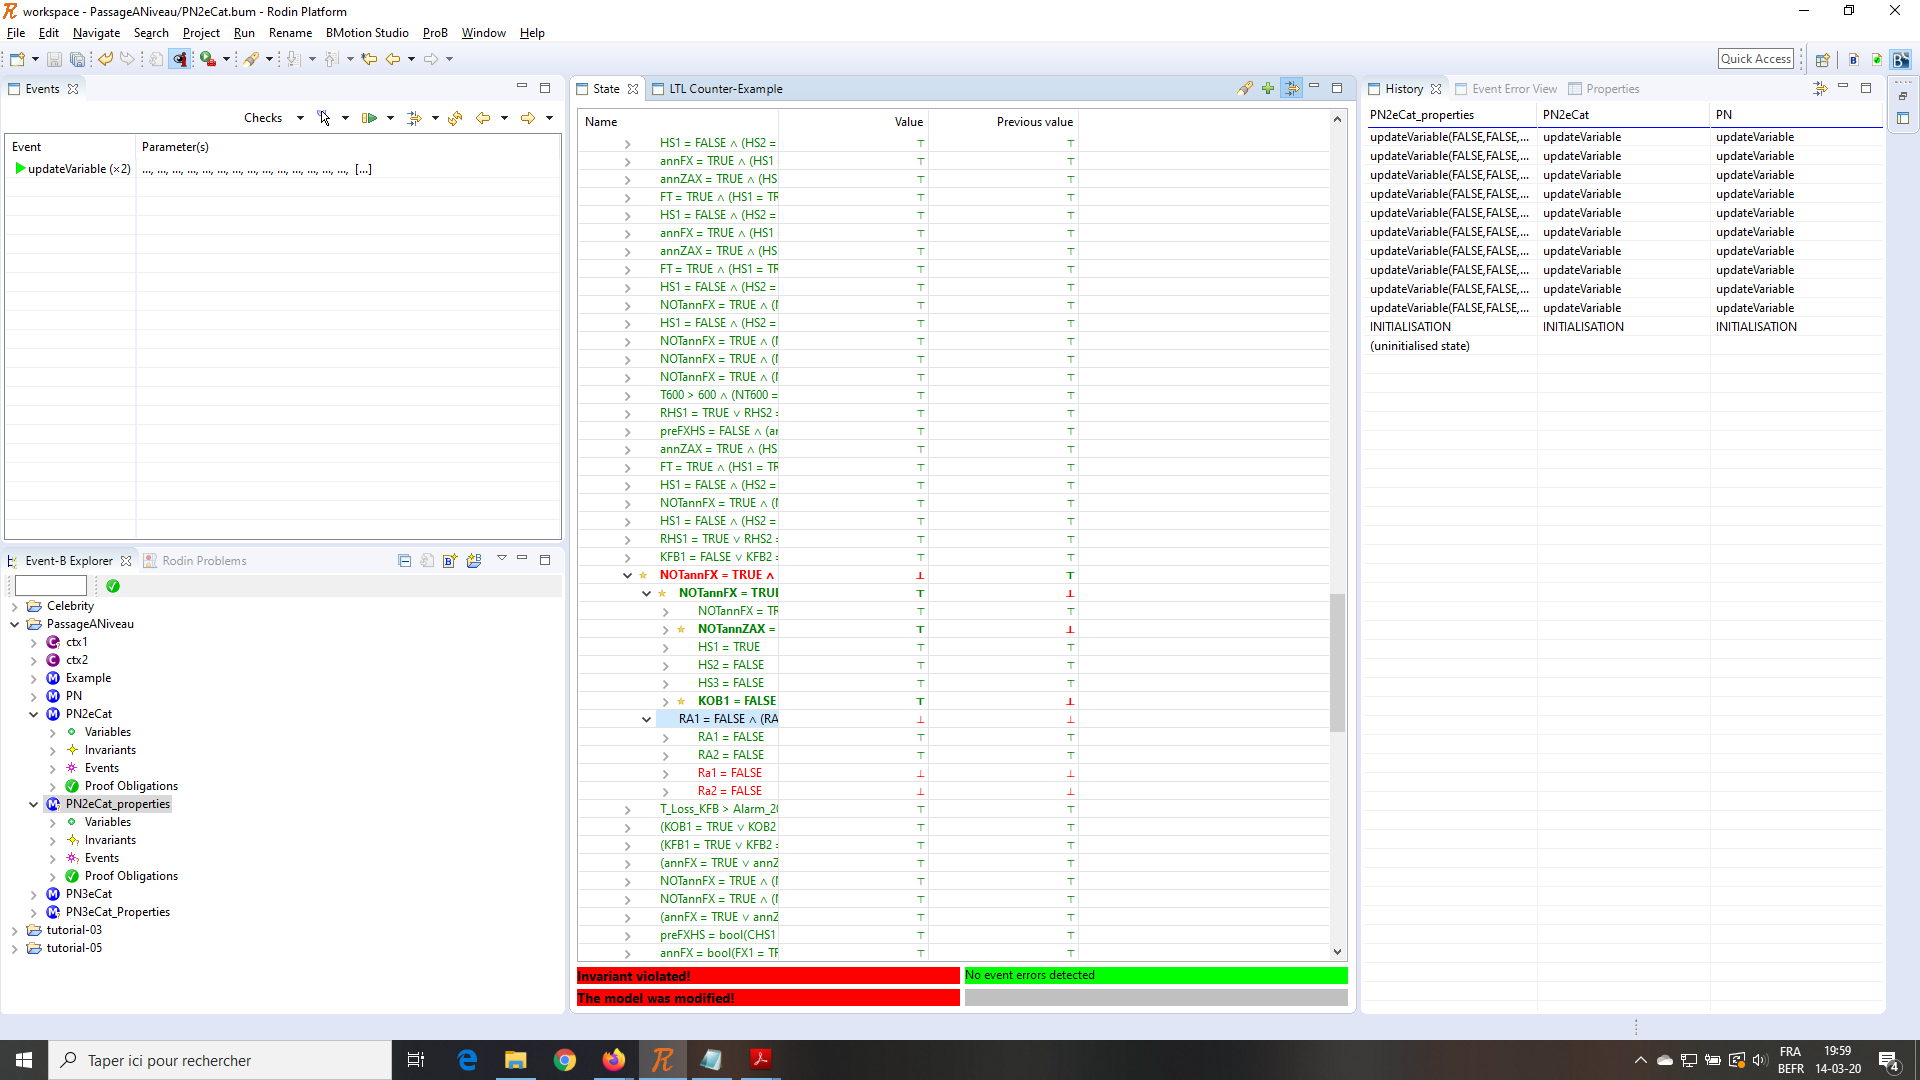 workspace - PassageANiveau/PN2eCat.bum - Rodin Platform
File Edit Navigate Search Project Run Rename BMotion Studio ProB Window Help
Quick Access
Events
Checks
Event Parameter(s)
updateVariable (×2) ..., ..., ..., ..., ..., ..., ..., ..., ..., ..., ..., ..., ..., ..., [...]
Event-B Explorer Rodin Problems
Celebrity
PassageANiveau
ctx1
ctx2
Example
PN
PN2eCat
Variables
Invariants
Events
Proof Obligations
PN2eCat_properties
Variables
Invariants
Events
Proof Obligations
PN3eCat
PN3eCat_Properties
tutorial-03
tutorial-05
State LTL Counter-Example
Name Value Previous value
HS1 = FALSE ∧ (HS2 = ⊤ ⊤
annFX = TRUE ∧ (HS1 ⊤ ⊤
annZAX = TRUE ∧ (HS ⊤ ⊤
FT = TRUE ∧ (HS1 = TR ⊤ ⊤
HS1 = FALSE ∧ (HS2 = ⊤ ⊤
annFX = TRUE ∧ (HS1 ⊤ ⊤
annZAX = TRUE ∧ (HS ⊤ ⊤
FT = TRUE ∧ (HS1 = TR ⊤ ⊤
HS1 = FALSE ∧ (HS2 = ⊤ ⊤
NOTannFX = TRUE ∧ (I ⊤ ⊤
HS1 = FALSE ∧ (HS2 = ⊤ ⊤
NOTannFX = TRUE ∧ (I ⊤ ⊤
NOTannFX = TRUE ∧ (I ⊤ ⊤
NOTannFX = TRUE ∧ (I ⊤ ⊤
T600 > 600 ∧ (NT600 = ⊤ ⊤
RHS1 = TRUE ∨ RHS2 = ⊤ ⊤
preFXHS = FALSE ∧ (ar ⊤ ⊤
annZAX = TRUE ∧ (HS ⊤ ⊤
FT = TRUE ∧ (HS1 = TR ⊤ ⊤
HS1 = FALSE ∧ (HS2 = ⊤ ⊤
NOTannFX = TRUE ∧ (I ⊤ ⊤
HS1 = FALSE ∧ (HS2 = ⊤ ⊤
RHS1 = TRUE ∨ RHS2 = ⊤ ⊤
KFB1 = FALSE ∨ KFB2 = ⊤ ⊤
NOTannFX = TRUE ∧ ⊥ ⊤
NOTannFX = TRUE ⊤ ⊥
NOTannFX = TR ⊤ ⊤
NOTannZAX = ⊤ ⊥
HS1 = TRUE ⊤ ⊤
HS2 = FALSE ⊤ ⊤
HS3 = FALSE ⊤ ⊤
KOB1 = FALSE ⊤ ⊥
RA1 = FALSE ∧ (RA ⊥ ⊥
RA1 = FALSE ⊤ ⊤
RA2 = FALSE ⊤ ⊤
Ra1 = FALSE ⊥ ⊥
Ra2 = FALSE ⊥ ⊥
T_Loss_KFB > Alarm_20 ⊤ ⊤
(KOB1 = TRUE ∨ KOB2 ⊤ ⊤
(KFB1 = TRUE ∨ KFB2 = ⊤ ⊤
(annFX = TRUE ∨ annZ ⊤ ⊤
NOTannFX = TRUE ∧ (I ⊤ ⊤
NOTannFX = TRUE ∧ (I ⊤ ⊤
(annFX = TRUE ∨ annZ ⊤ ⊤
preFXHS = bool(CHS1 ⊤ ⊤
annFX = bool(FX1 = TF ⊤ ⊤
Invariant violated! No event errors detected
The model was modified!
History Event Error View Properties
PN2eCat_properties PN2eCat PN
updateVariable(FALSE,FALSE,... updateVariable updateVariable
updateVariable(FALSE,FALSE,... updateVariable updateVariable
updateVariable(FALSE,FALSE,... updateVariable updateVariable
updateVariable(FALSE,FALSE,... updateVariable updateVariable
updateVariable(FALSE,FALSE,... updateVariable updateVariable
updateVariable(FALSE,FALSE,... updateVariable updateVariable
updateVariable(FALSE,FALSE,... updateVariable updateVariable
updateVariable(FALSE,FALSE,... updateVariable updateVariable
updateVariable(FALSE,FALSE,... updateVariable updateVariable
updateVariable(FALSE,FALSE,... updateVariable updateVariable
INITIALISATION INITIALISATION INITIALISATION
(uninitialised state)
Taper ici pour rechercher
FRA
BEFR
19:59
14-03-20
4